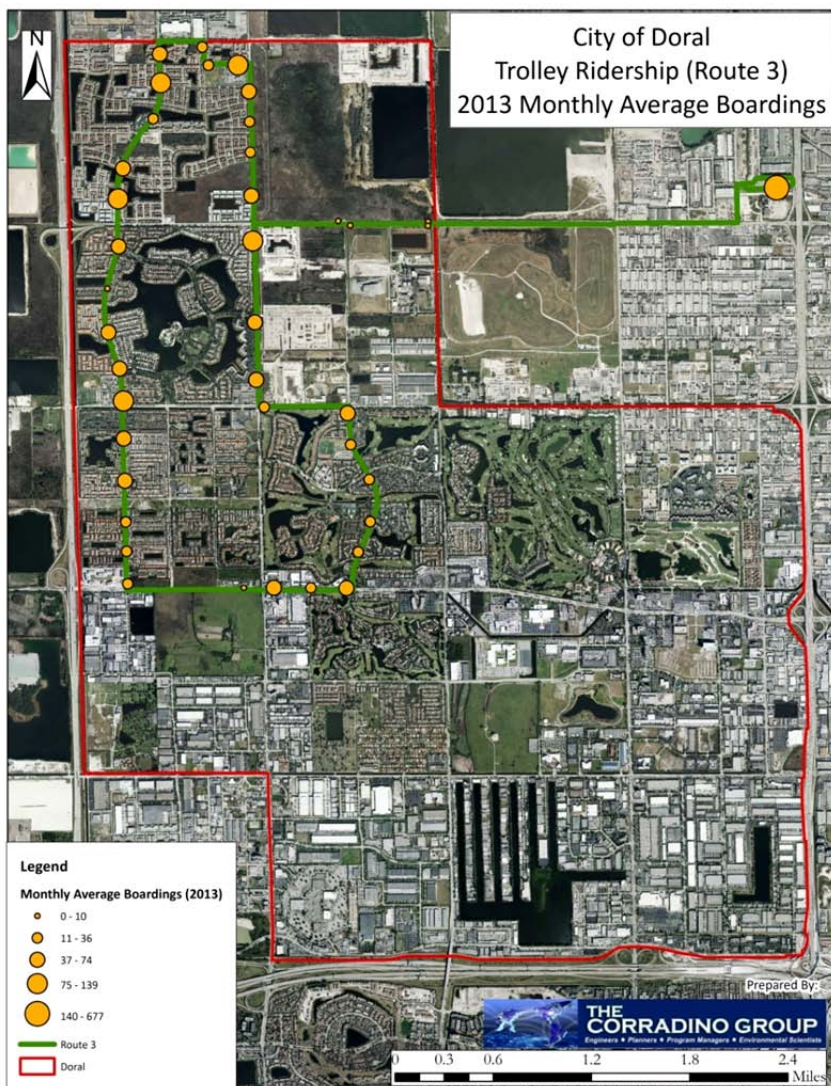 City of Doral
Trolley Ridership (Route 3)
2013 Monthly Average Boardings
N
Legend
Monthly Average Boardings (2013)
0 - 10
11 - 36
37 - 74
75 - 139
140 - 677
Route 3
Doral
Prepared By:
THE
CORRADINO GROUP
Engineers • Planners • Program Managers • Environmental Scientists
0 0.3 0.6 1.2 1.8 2.4
Miles